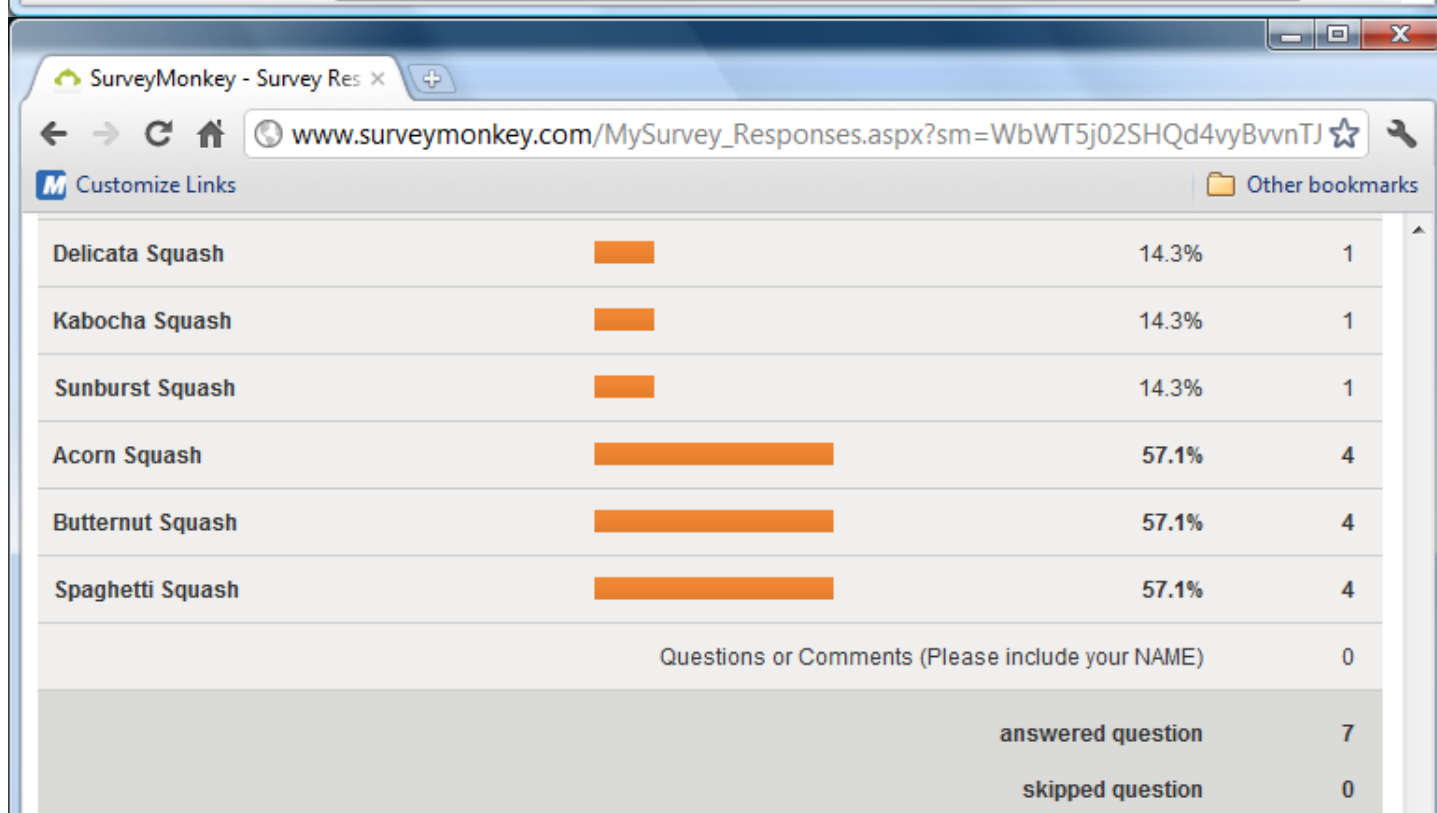 SurveyMonkey - Survey Res
www.surveymonkey.com/MySurvey_Responses.aspx?sm=WbWT5j02SHQd4vyBvvnTJ
Customize Links Other bookmarks
Delicata Squash 14.3% 1
Kabocha Squash 14.3% 1
Sunburst Squash 14.3% 1
Acorn Squash 57.1% 4
Butternut Squash 57.1% 4
Spaghetti Squash 57.1% 4
Questions or Comments (Please include your NAME) 0
answered question 7
skipped question 0